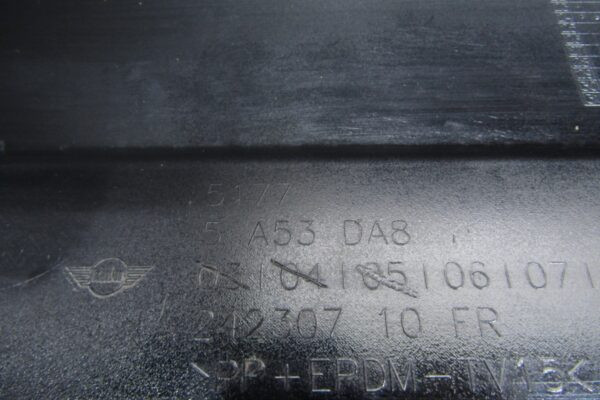 5177
5 A53 DA8
03 | 04 | 05 | 06 | 07 |
242307 10 FR
>PP+EPDM-TV15<